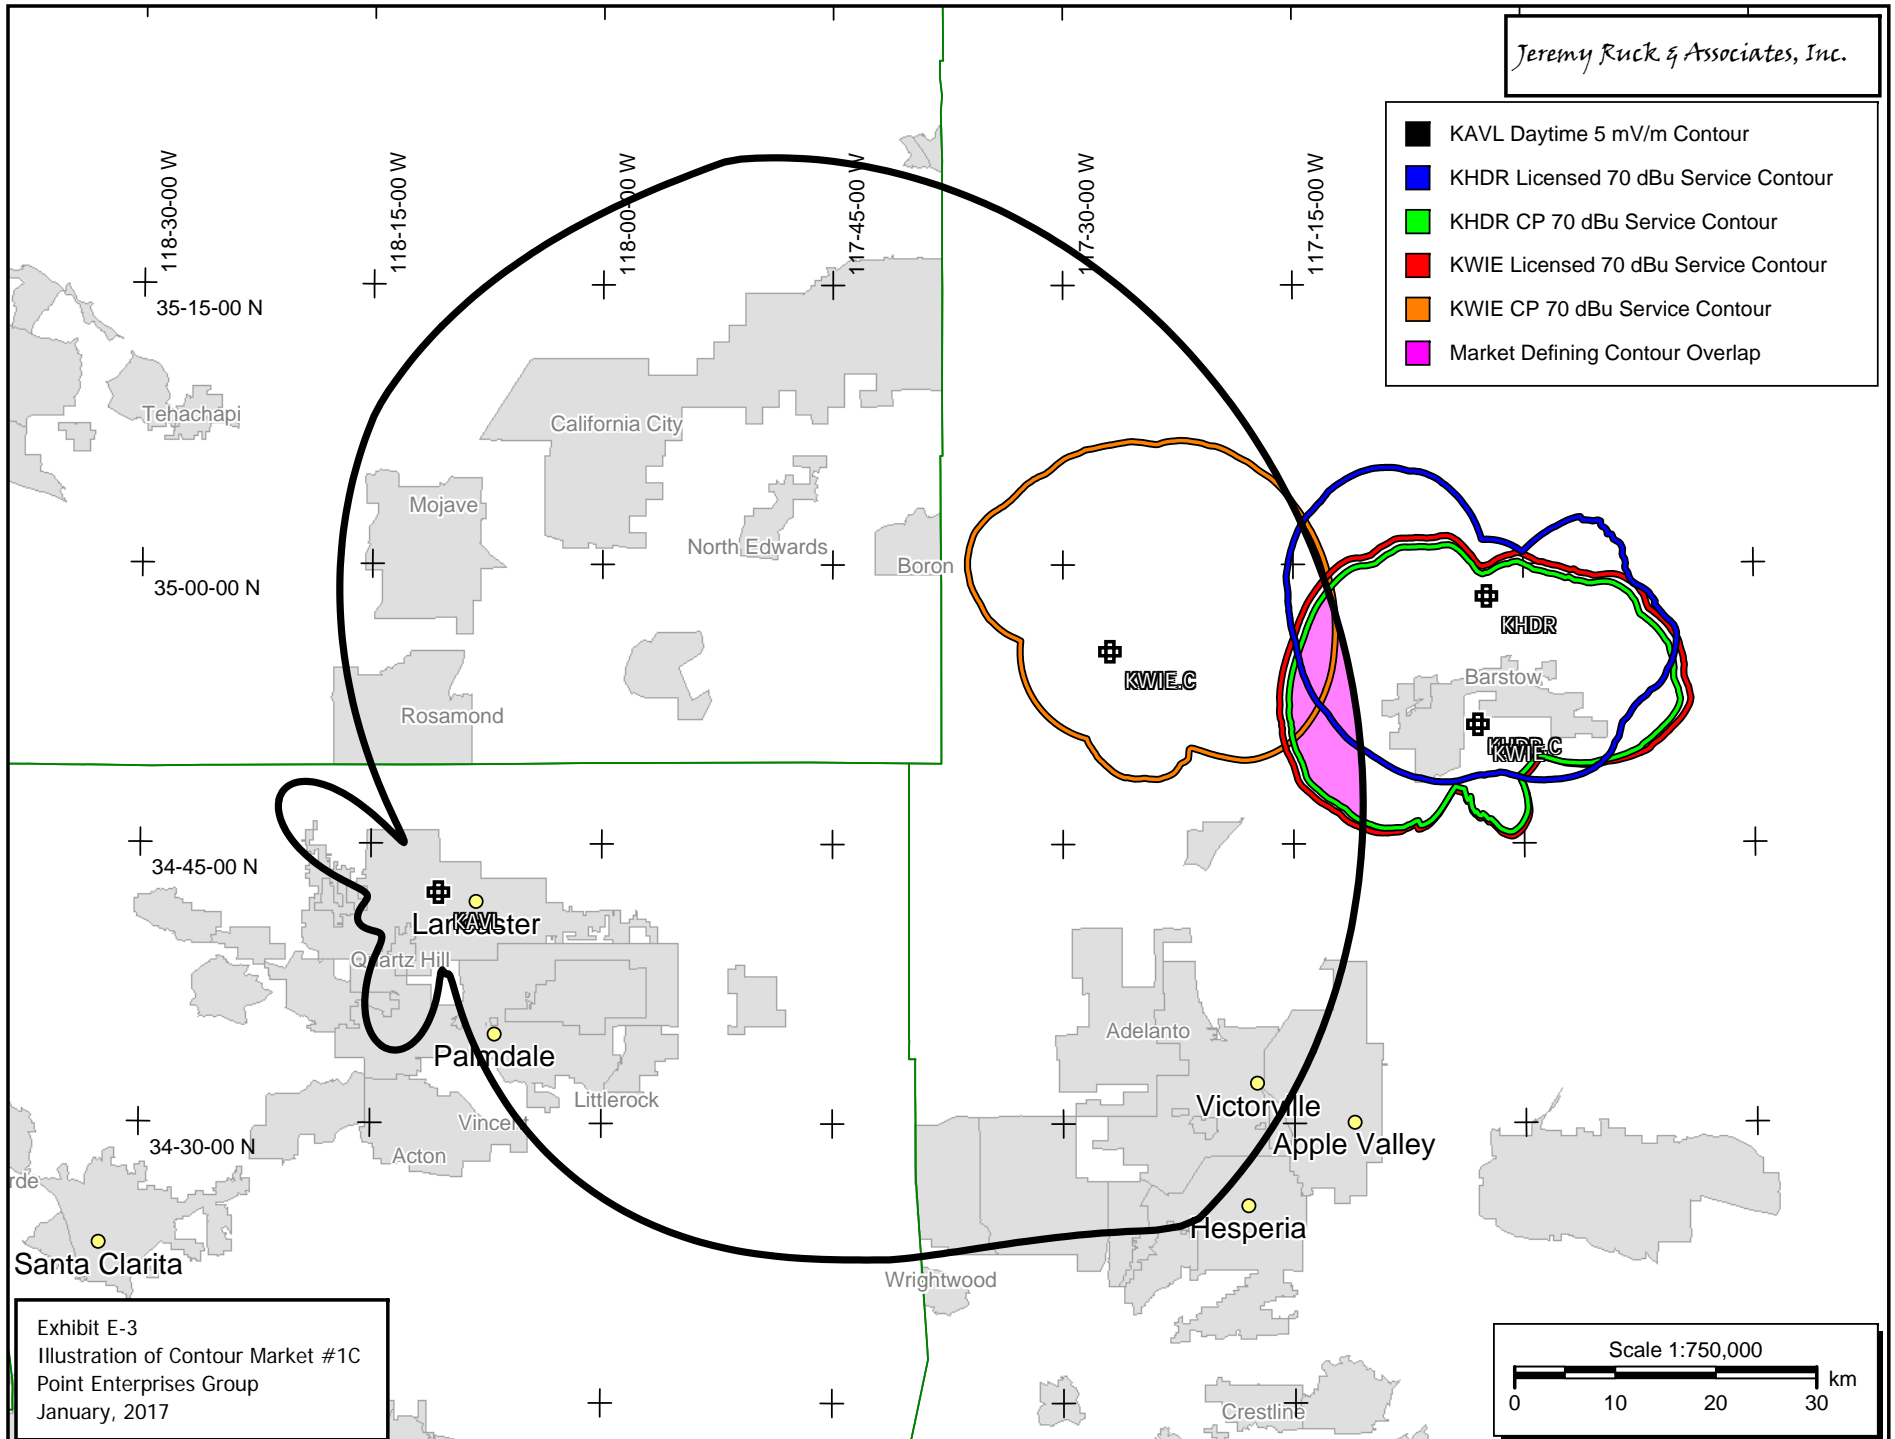 Jeremy Ruck & Associates, Inc.
KAVL Daytime 5 mV/m Contour
KHDR Licensed 70 dBu Service Contour
KHDR CP 70 dBu Service Contour
KWIE Licensed 70 dBu Service Contour
KWIE CP 70 dBu Service Contour
Market Defining Contour Overlap
118-30-00 W
118-15-00 W
118-00-00 W
117-45-00 W
117-30-00 W
117-15-00 W
35-15-00 N
Tehachapi
California City
Mojave
North Edwards
Boron
35-00-00 N
KHDR
KWIE.C
Barstow
Rosamond
KHDR.C
KWIE
34-45-00 N
Lancaster
KAVL
Quartz Hill
Adelanto
Palmdale
Littlerock
Victorville
Vincent
34-30-00 N
Acton
Apple Valley
rde
Hesperia
Santa Clarita
Wrightwood
Crestline
Exhibit E-3
Illustration of Contour Market #1C
Point Enterprises Group
January, 2017
Scale 1:750,000
km
0 10 20 30